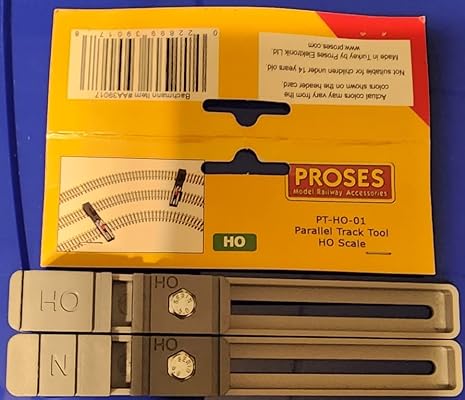 Actual colors may vary from the
colors shown on the header card.
Not suitable for children under 14 years old.
Made in Turkey by Proses Elektronik Ltd.
www.proses.com
Bachmann Item #AA39017
0 22899 39017 8
PROSES
Model Railway Accessories
PT-HO-01
Parallel Track Tool
HO Scale
HO
HO
HO
N
HO